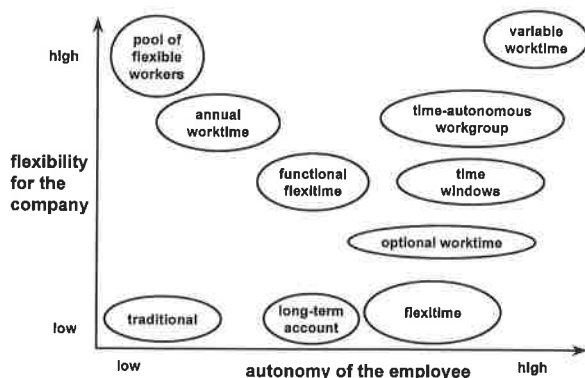 pool of
flexible
workers
variable
worktime
high
annual
worktime
time-autonomous
workgroup
flexibility
for the
company
functional
flexitime
time
windows
optional worktime
low
traditional
long-term
account
flexitime
low
autonomy of the employee
high